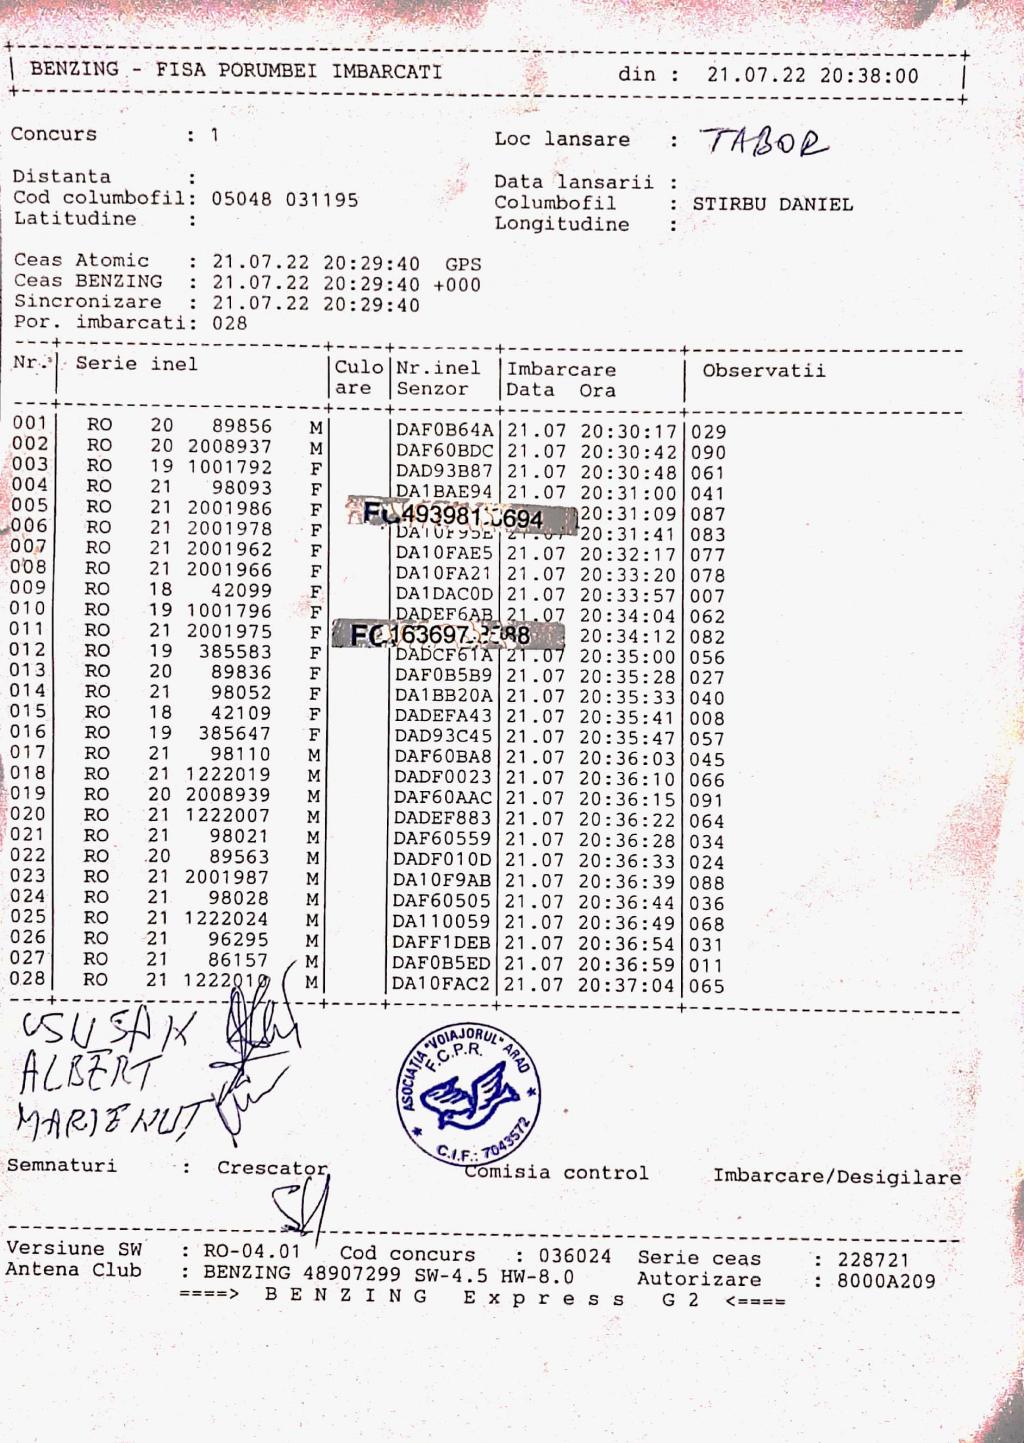 BENZING - FISA PORUMBEI IMBARCATI din : 21.07.22 20:38:00
Concurs : 1 Loc lansare : TABOR
Distanta : Data lansarii :
Cod columbofil: 05048 031195 Columbofil : STIRBU DANIEL
Latitudine : Longitudine :
Ceas Atomic : 21.07.22 20:29:40 GPS
Ceas BENZING : 21.07.22 20:29:40 +000
Sincronizare : 21.07.22 20:29:40
Por. imbarcati: 028
Nr. Serie inel Culo Nr.inel Imbarcare Observatii
are Senzor Data Ora
001 RO 20 89856 M DAF0B64A 21.07 20:30:17 029
002 RO 20 2008937 M DAF60BDC 21.07 20:30:42 090
003 RO 19 1001792 F DAD93B87 21.07 20:30:48 061
004 RO 21 98093 F DA1BAE94 21.07 20:31:00 041
005 RO 21 2001986 F 20:31:09 087
006 RO 21 2001978 F DA10F95E 21.07 20:31:41 083
007 RO 21 2001962 F DA10FAE5 21.07 20:32:17 077
008 RO 21 2001966 F DA10FA21 21.07 20:33:20 078
009 RO 18 42099 F DA1DAC0D 21.07 20:33:57 007
010 RO 19 1001796 F DADEF6AB 21.07 20:34:04 062
011 RO 21 2001975 F 20:34:12 082
012 RO 19 385583 F DADCF61A 21.07 20:35:00 056
013 RO 20 89836 F DAF0B5B9 21.07 20:35:28 027
014 RO 21 98052 F DA1BB20A 21.07 20:35:33 040
015 RO 18 42109 F DADEFA43 21.07 20:35:41 008
016 RO 19 385647 F DAD93C45 21.07 20:35:47 057
017 RO 21 98110 M DAF60BA8 21.07 20:36:03 045
018 RO 21 1222019 M DADF0023 21.07 20:36:10 066
019 RO 20 2008939 M DAF60AAC 21.07 20:36:15 091
020 RO 21 1222007 M DADEF883 21.07 20:36:22 064
021 RO 21 98021 M DAF60559 21.07 20:36:28 034
022 RO 20 89563 M DADF010D 21.07 20:36:33 024
023 RO 21 2001987 M DA10F9AB 21.07 20:36:39 088
024 RO 21 98028 M DAF60505 21.07 20:36:44 036
025 RO 21 1222024 M DA110059 21.07 20:36:49 068
026 RO 21 96295 M DAFF1DEB 21.07 20:36:54 031
027 RO 21 86157 M DAF0B5ED 21.07 20:36:59 011
028 RO 21 1222010 M DA10FAC2 21.07 20:37:04 065
ALBERT
ASOCIATIA "VOIAJORUL" ARAD
F.C.P.R.
C.I.F.: 7043572
Semnaturi : Crescator Comisia control Imbarcare/Desigilare
Versiune SW : RO-04.01 Cod concurs : 036024 Serie ceas : 228721
Antena Club : BENZING 48907299 SW-4.5 HW-8.0 Autorizare : 8000A209
====> B E N Z I N G E x p r e s s G 2 <====